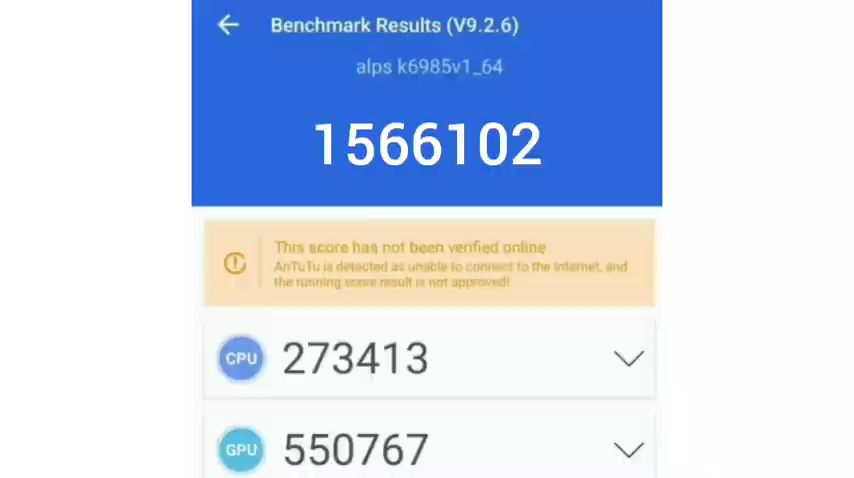 Benchmark Results (V9.2.6)
alps k6985v1_64
1566102
This score has not been verified online
AnTuTu is detected as unable to connect to the Internet, and
the running score result is not approved!
CPU 273413
GPU 550767